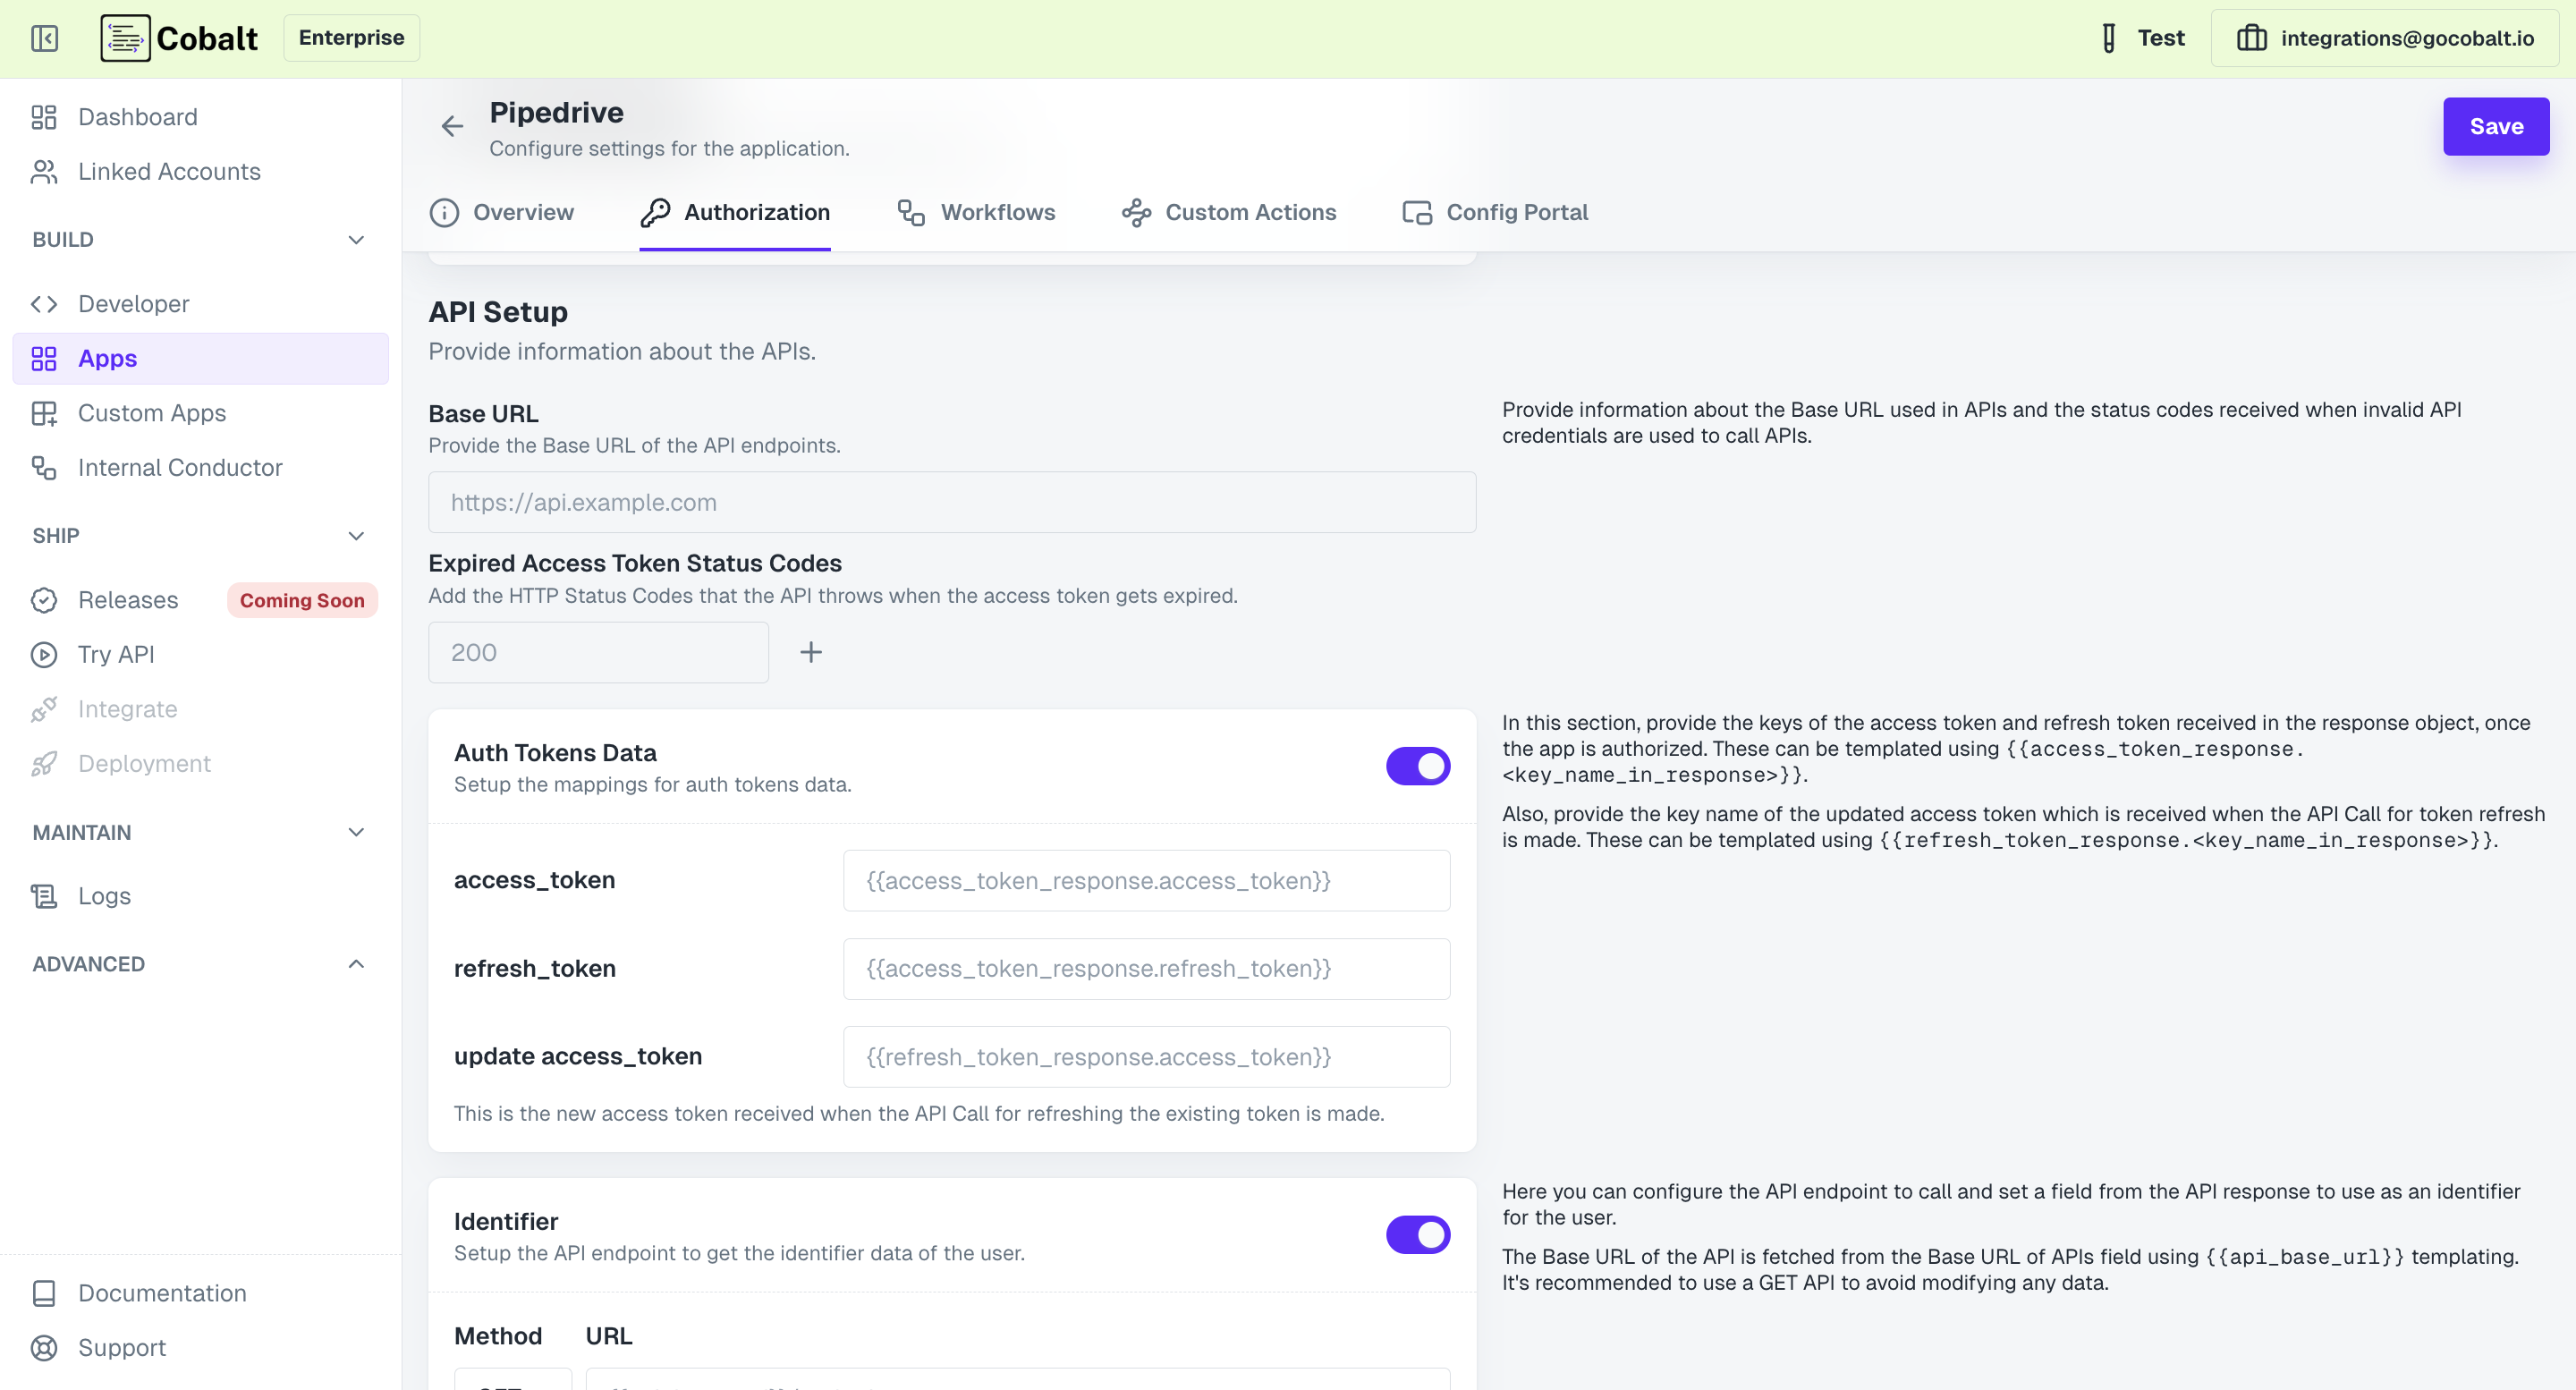 Cobalt
Enterprise
Test
integrations@gocobalt.io
Dashboard
Linked Accounts
BUILD
Developer
Apps
Custom Apps
Internal Conductor
SHIP
Releases
Coming Soon
Try API
Integrate
Deployment
MAINTAIN
Logs
ADVANCED
Documentation
Support
Pipedrive
Configure settings for the application.
Save
Overview
Authorization
Workflows
Custom Actions
Config Portal
API Setup
Provide information about the APIs.
Base URL
Provide the Base URL of the API endpoints.
https://api.example.com
Provide information about the Base URL used in APIs and the status codes received when invalid API
credentials are used to call APIs.
Expired Access Token Status Codes
Add the HTTP Status Codes that the API throws when the access token gets expired.
200
Auth Tokens Data
Setup the mappings for auth tokens data.
access_token
{{access_token_response.access_token}}
refresh_token
{{access_token_response.refresh_token}}
update access_token
{{refresh_token_response.access_token}}
This is the new access token received when the API Call for refreshing the existing token is made.
In this section, provide the keys of the access token and refresh token received in the response object, once
the app is authorized. These can be templated using {{access_token_response.
<key_name_in_response>}}.
Also, provide the key name of the updated access token which is received when the API Call for token refresh
is made. These can be templated using {{refresh_token_response.<key_name_in_response>}}.
Identifier
Setup the API endpoint to get the identifier data of the user.
Method
URL
Here you can configure the API endpoint to call and set a field from the API response to use as an identifier
for the user.
The Base URL of the API is fetched from the Base URL of APIs field using {{api_base_url}} templating.
It's recommended to use a GET API to avoid modifying any data.